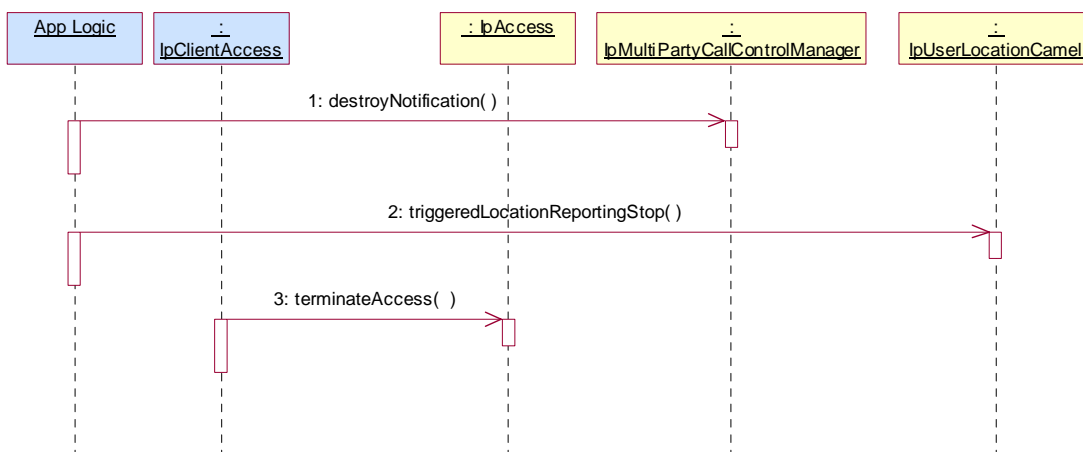 App Logic
:
IpClientAccess
: IpAccess
:
IpMultiPartyCallControlManager
:
IpUserLocationCamel
1: destroyNotification( )
2: triggeredLocationReportingStop( )
3: terminateAccess(  )